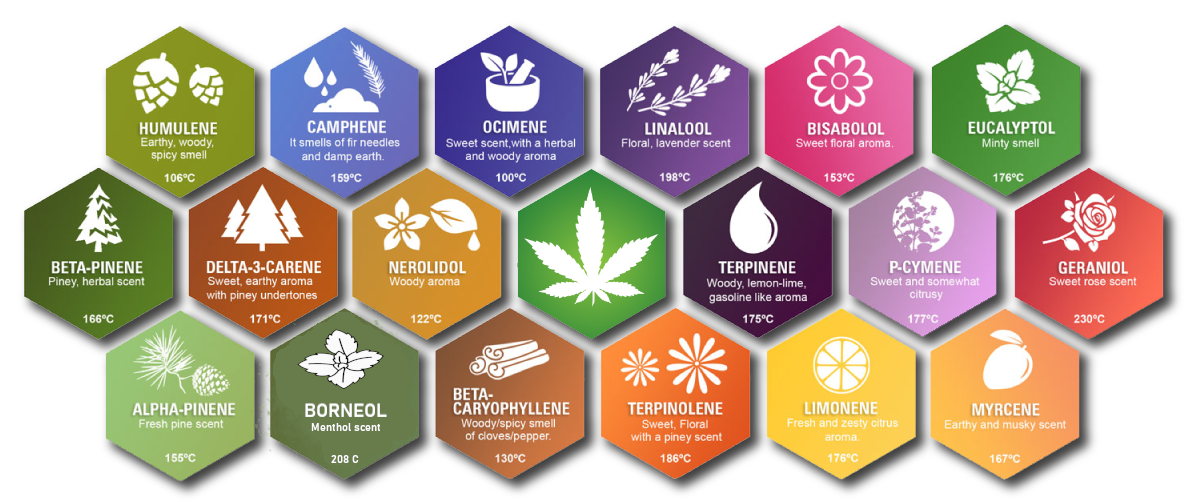 HUMULENE
Earthy, woody,
spicy smell
106°C
CAMPHENE
It smells of fir needles
and damp earth.
159°C
OCIMENE
Sweet scent,with a herbal
and woody aroma
100°C
LINALOOL
Floral, lavender scent
198°C
BISABOLOL
Sweet floral aroma.
153°C
EUCALYPTOL
Minty smell
176°C
BETA-PINENE
Piney, herbal scent
166°C
DELTA-3-CARENE
Sweet, earthy aroma
with piney undertones
171°C
NEROLIDOL
Woody aroma
122°C
TERPINENE
Woody, lemon-lime,
gasoline like aroma
175°C
P-CYMENE
Sweet and somewhat
citrusy
177°C
GERANIOL
Sweet rose scent
230°C
ALPHA-PINENE
Fresh pine scent
155°C
BORNEOL
Menthol scent
208 C
BETA-
CARYOPHYLLENE
Woody/spicy smell
of cloves/pepper.
130°C
TERPINOLENE
Sweet, Floral
with a piney scent
186°C
LIMONENE
Fresh and zesty citrus
aroma.
176°C
MYRCENE
Earthy and musky scent
167°C